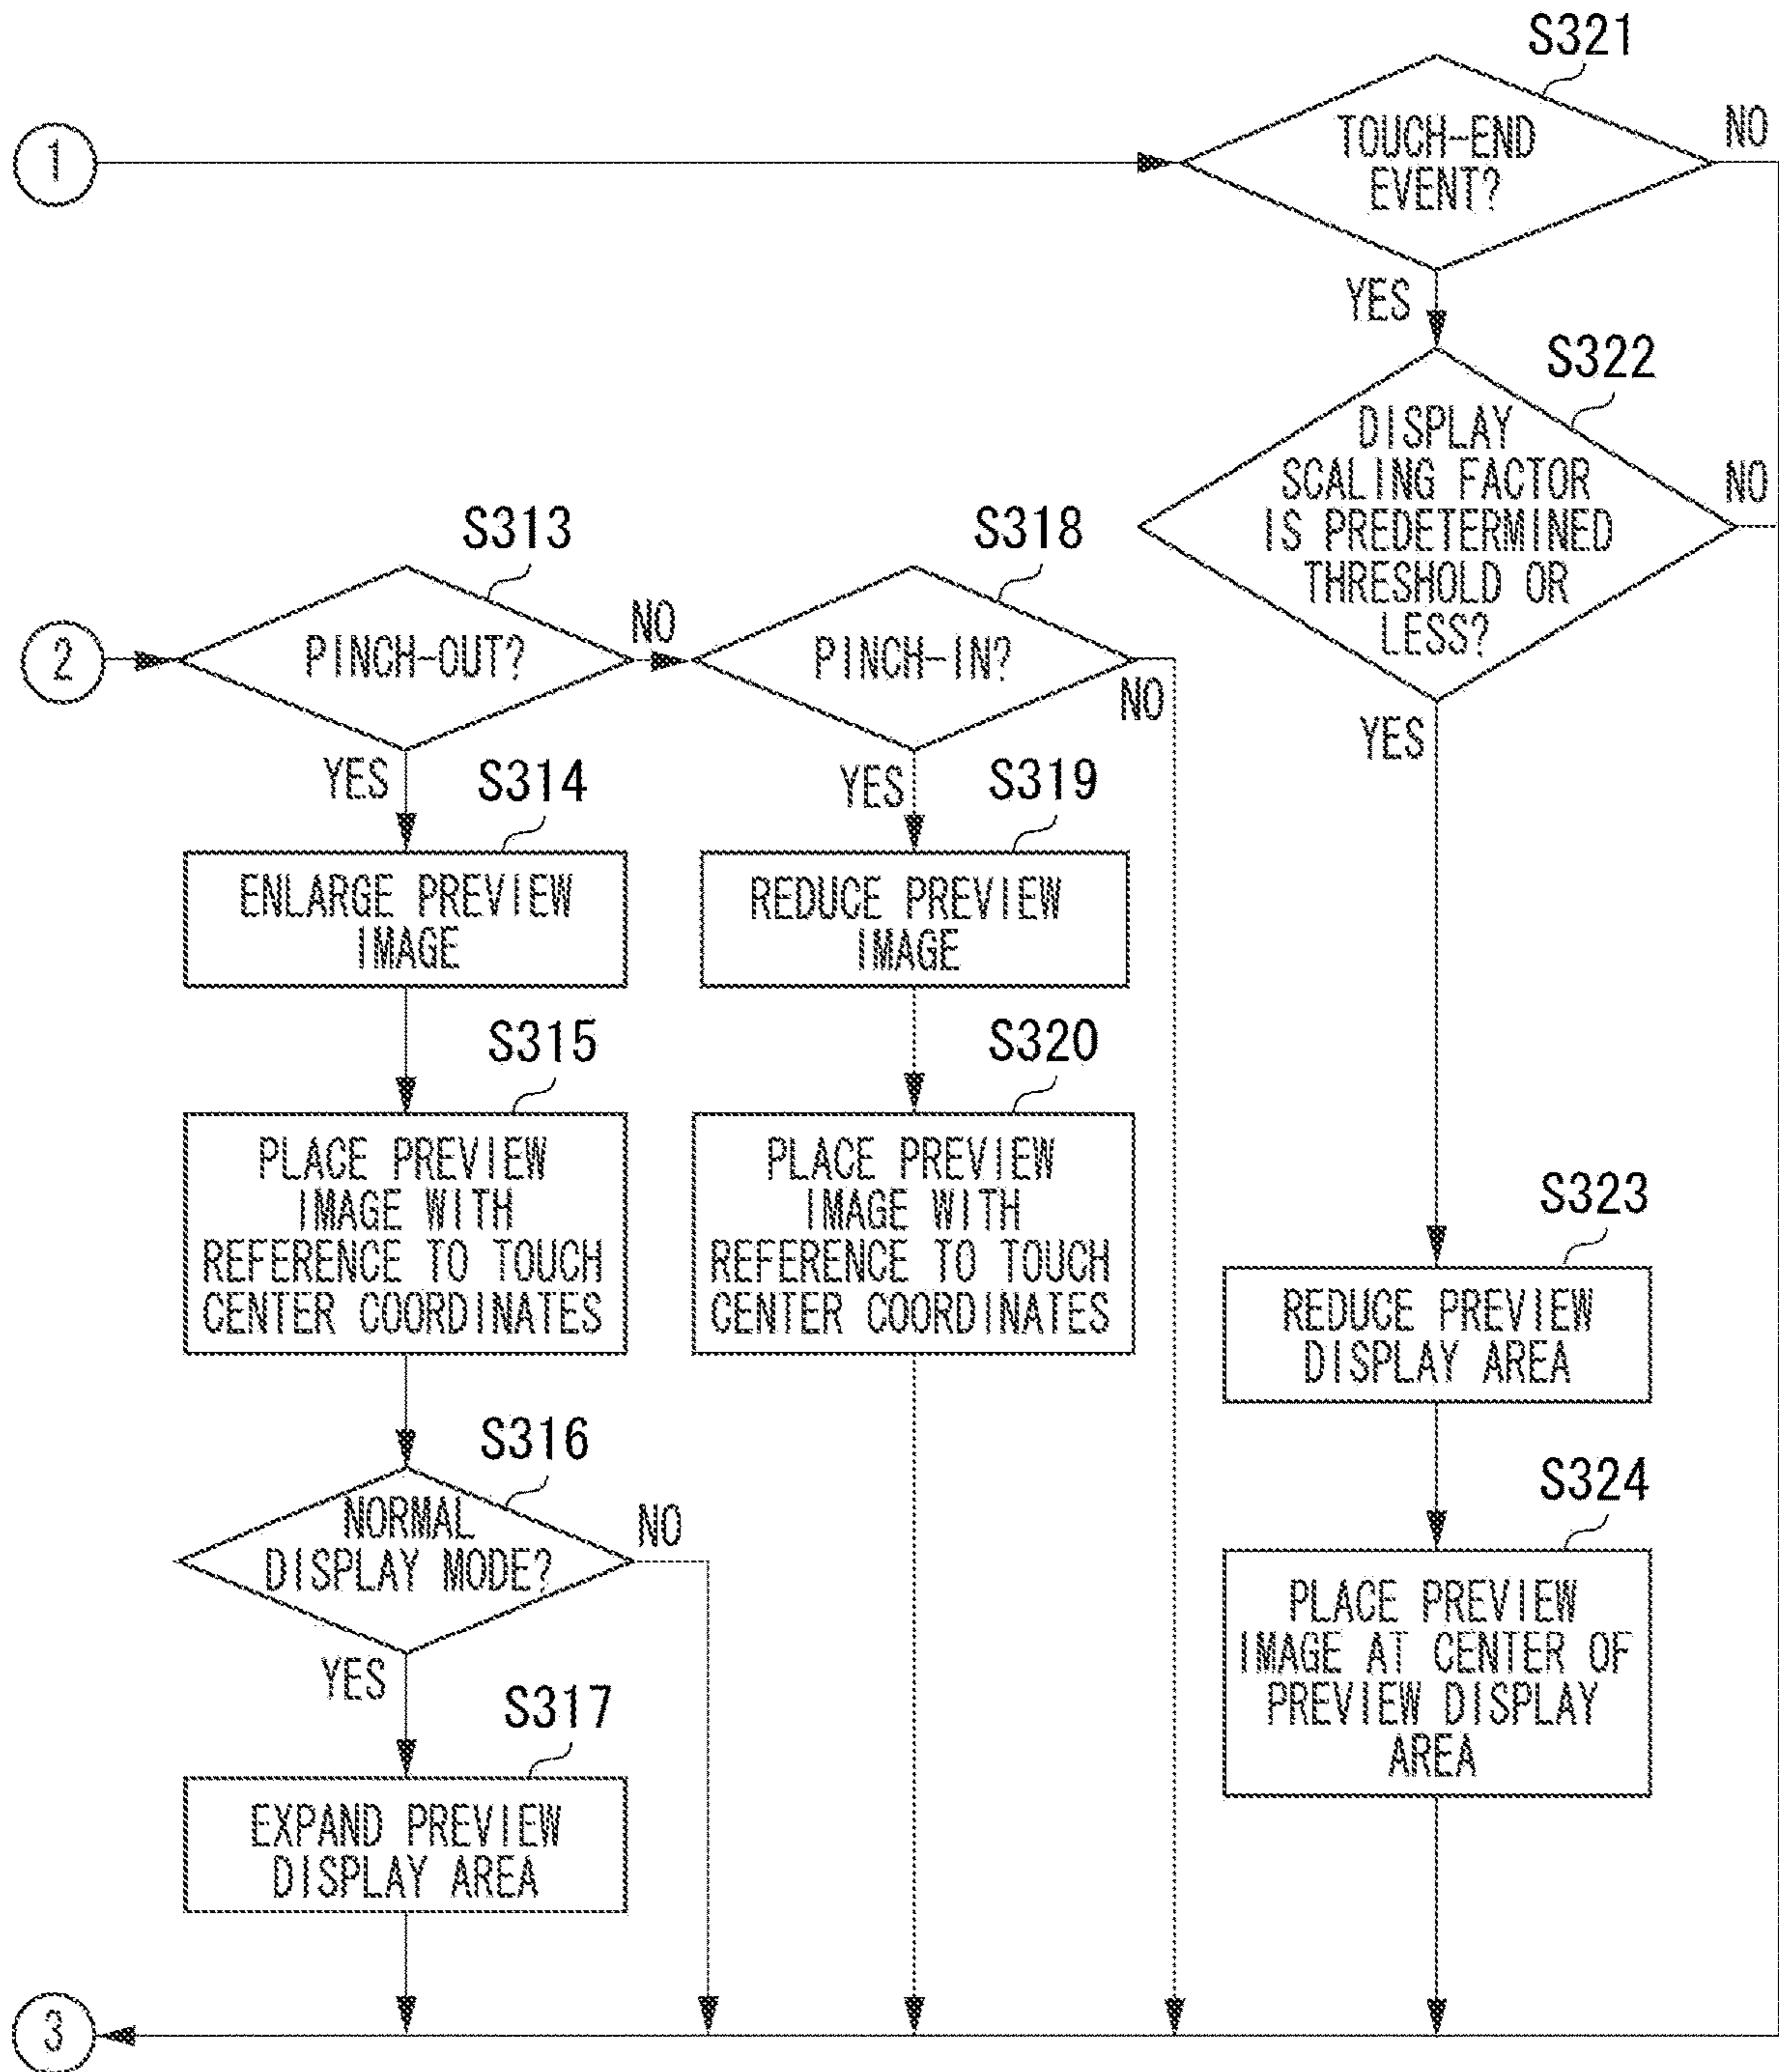 S321
1
TOUCH-END
EVENT?
NO
YES
S322
DISPLAY
SCALING FACTOR
IS PREDETERMINED
THRESHOLD OR
LESS?
NO
YES
2
S313
PINCH-OUT?
NO
YES
S318
PINCH-IN?
NO
YES
S314
ENLARGE PREVIEW
IMAGE
S319
REDUCE PREVIEW
IMAGE
S315
PLACE PREVIEW
IMAGE WITH
REFERENCE TO TOUCH
CENTER COORDINATES
S320
PLACE PREVIEW
IMAGE WITH
REFERENCE TO TOUCH
CENTER COORDINATES
S323
REDUCE PREVIEW
DISPLAY AREA
S316
NORMAL
DISPLAY MODE?
NO
YES
S324
PLACE PREVIEW
IMAGE AT CENTER OF
PREVIEW DISPLAY
AREA
S317
EXPAND PREVIEW
DISPLAY AREA
3